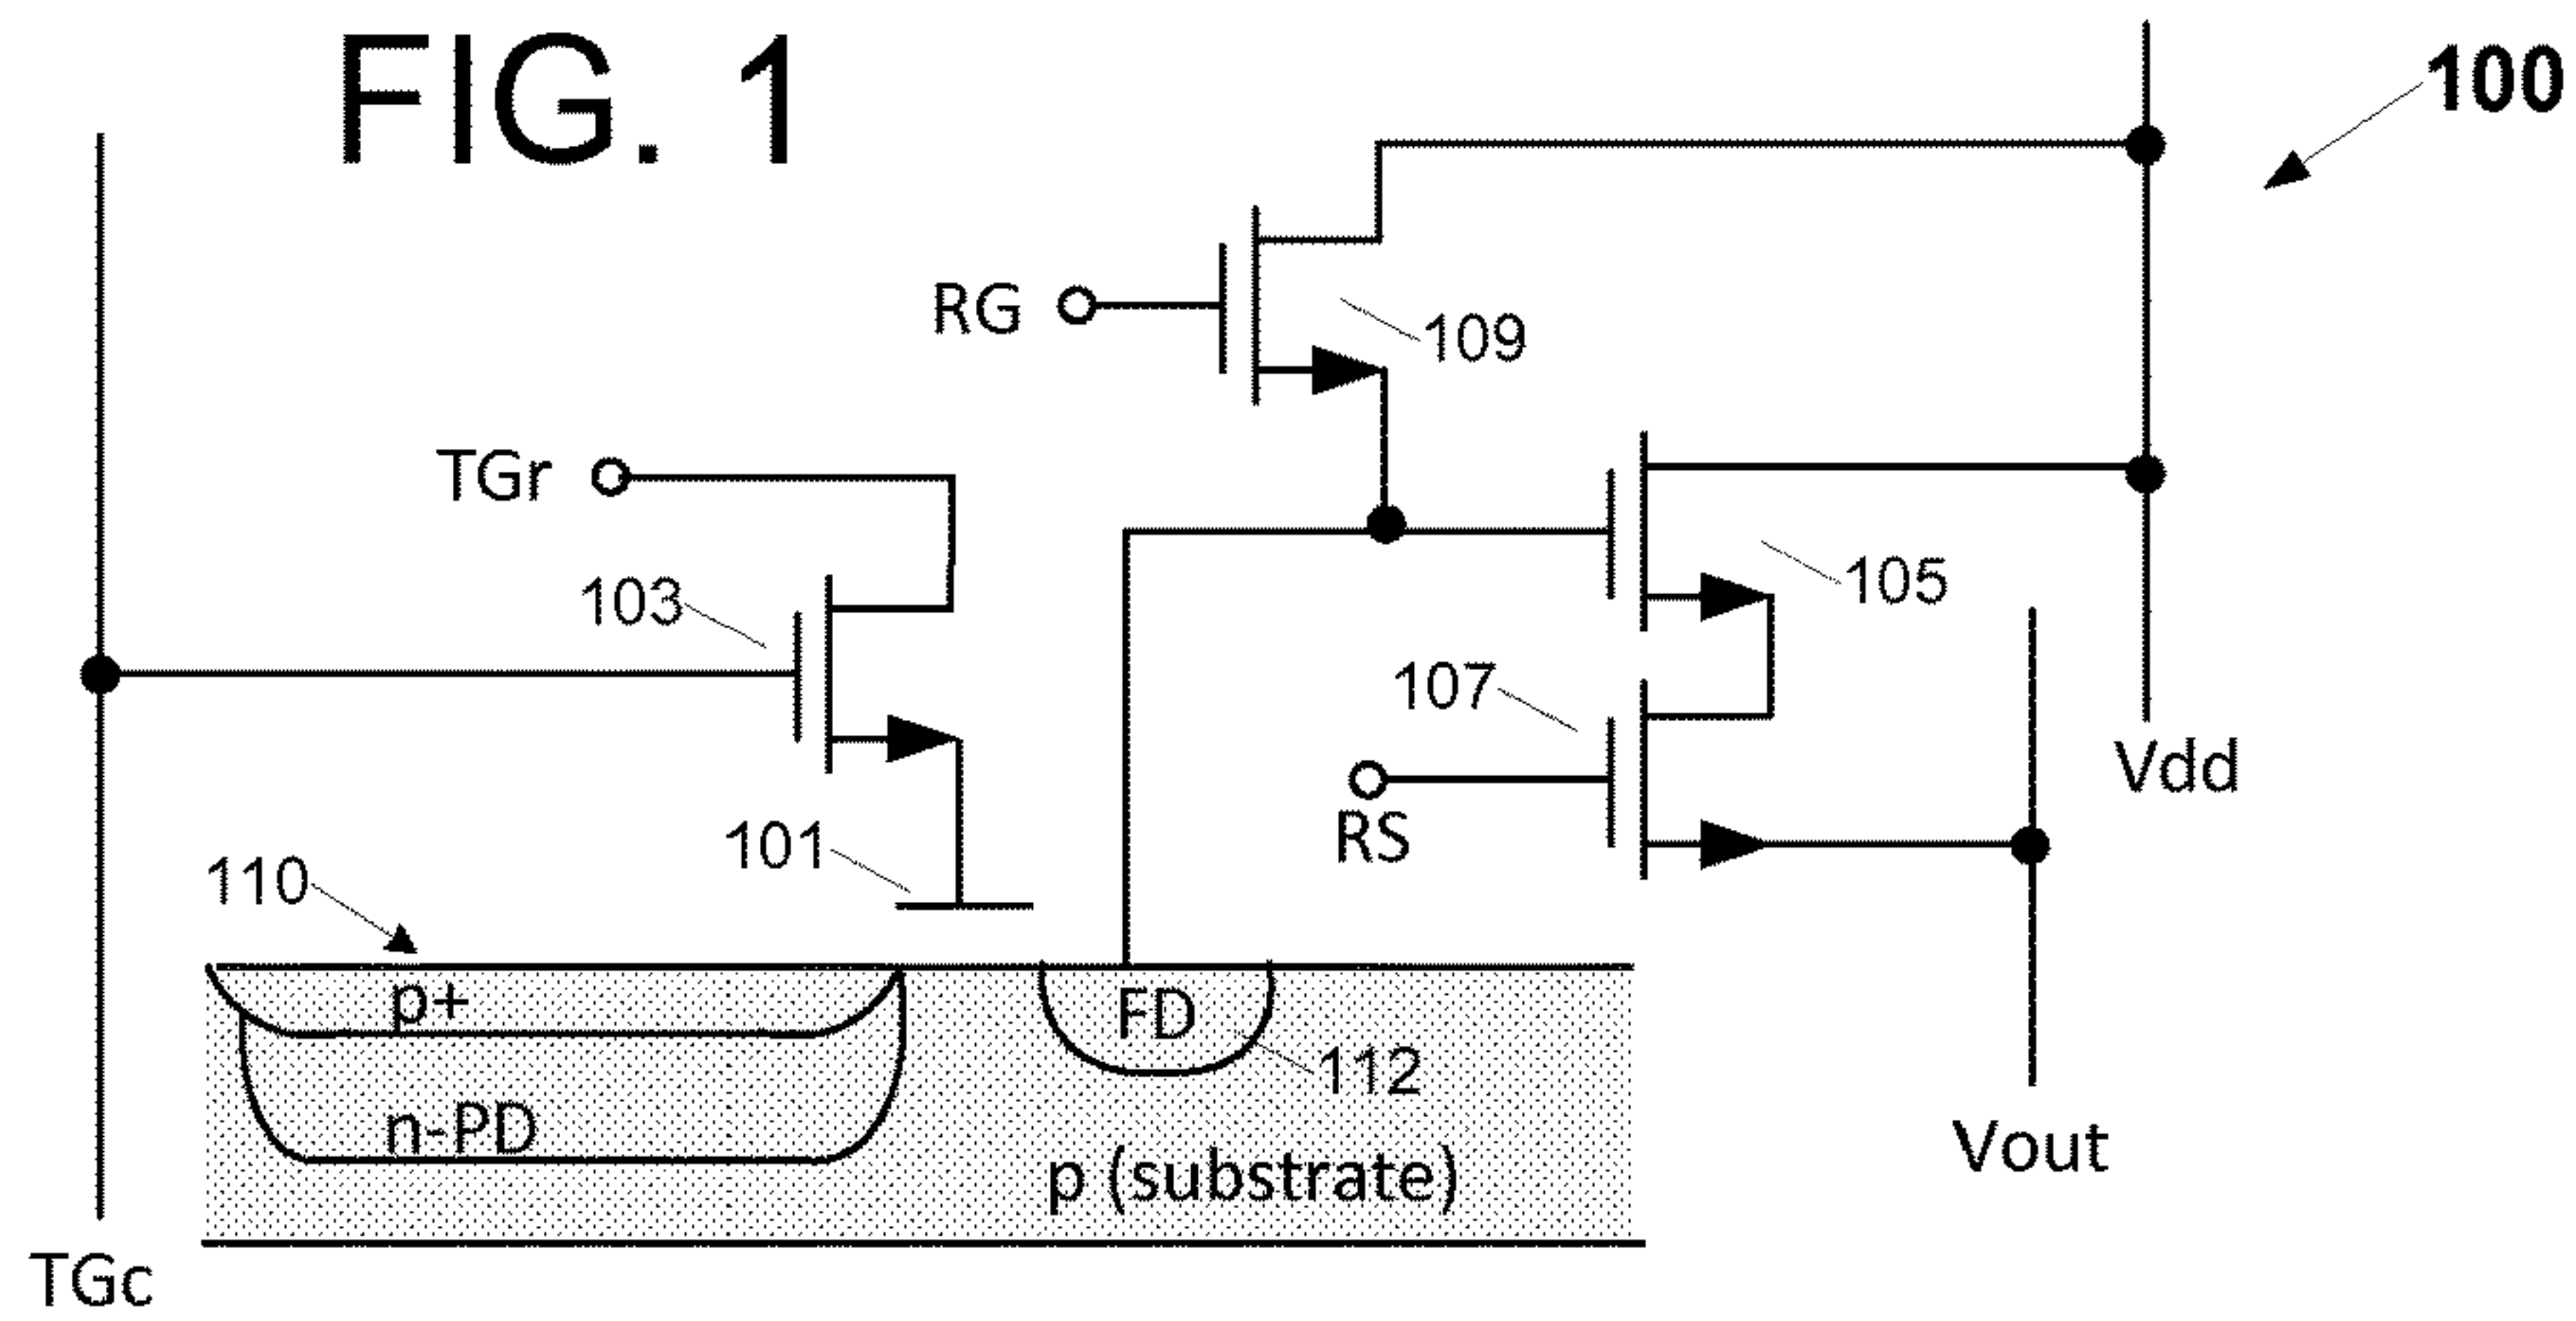 FIG. 1
100
RG
109
TGr
103
105
107
Vdd
RS
101
110
p+
FD
112
n-PD
Vout
p (substrate)
TGc